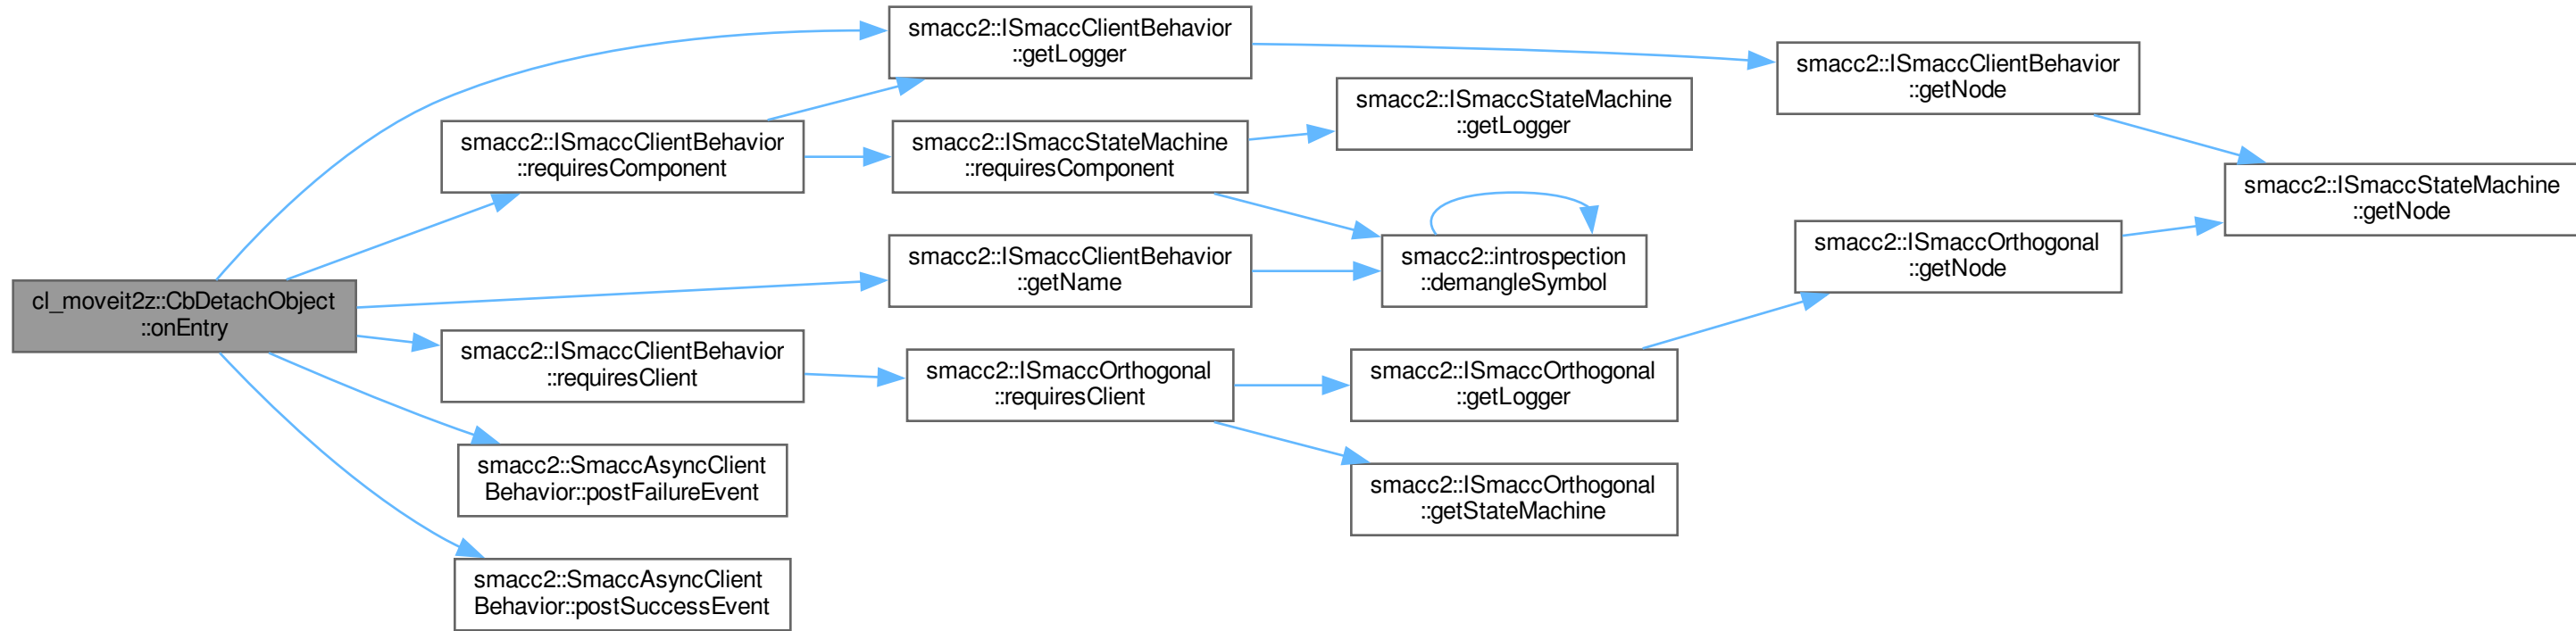 cl_moveit2z::CbDetachObject
::onEntry
smacc2::ISmaccClientBehavior
::getLogger
smacc2::ISmaccClientBehavior
::requiresComponent
smacc2::ISmaccClientBehavior
::getName
smacc2::ISmaccClientBehavior
::requiresClient
smacc2::SmaccAsyncClient
Behavior::postFailureEvent
smacc2::SmaccAsyncClient
Behavior::postSuccessEvent
smacc2::ISmaccStateMachine
::requiresComponent
smacc2::ISmaccOrthogonal
::requiresClient
smacc2::ISmaccStateMachine
::getLogger
smacc2::introspection
::demangleSymbol
smacc2::ISmaccOrthogonal
::getLogger
smacc2::ISmaccOrthogonal
::getStateMachine
smacc2::ISmaccClientBehavior
::getNode
smacc2::ISmaccOrthogonal
::getNode
smacc2::ISmaccStateMachine
::getNode